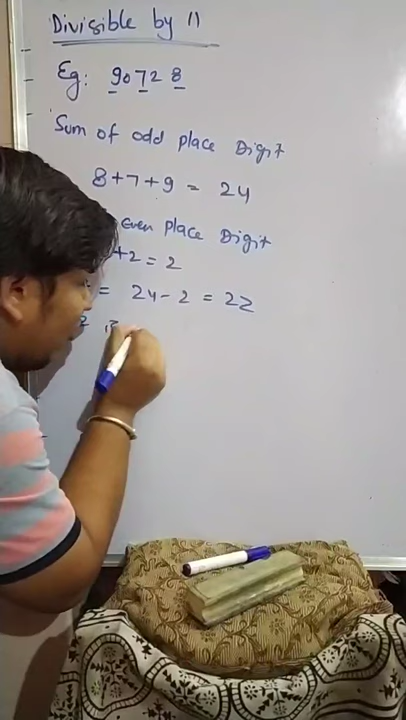 Divisible by 11
Eg: 90728
Sum of odd place Digit
8+7+9 = 24
Even place Digit
+2 = 2
= 24-2 = 22